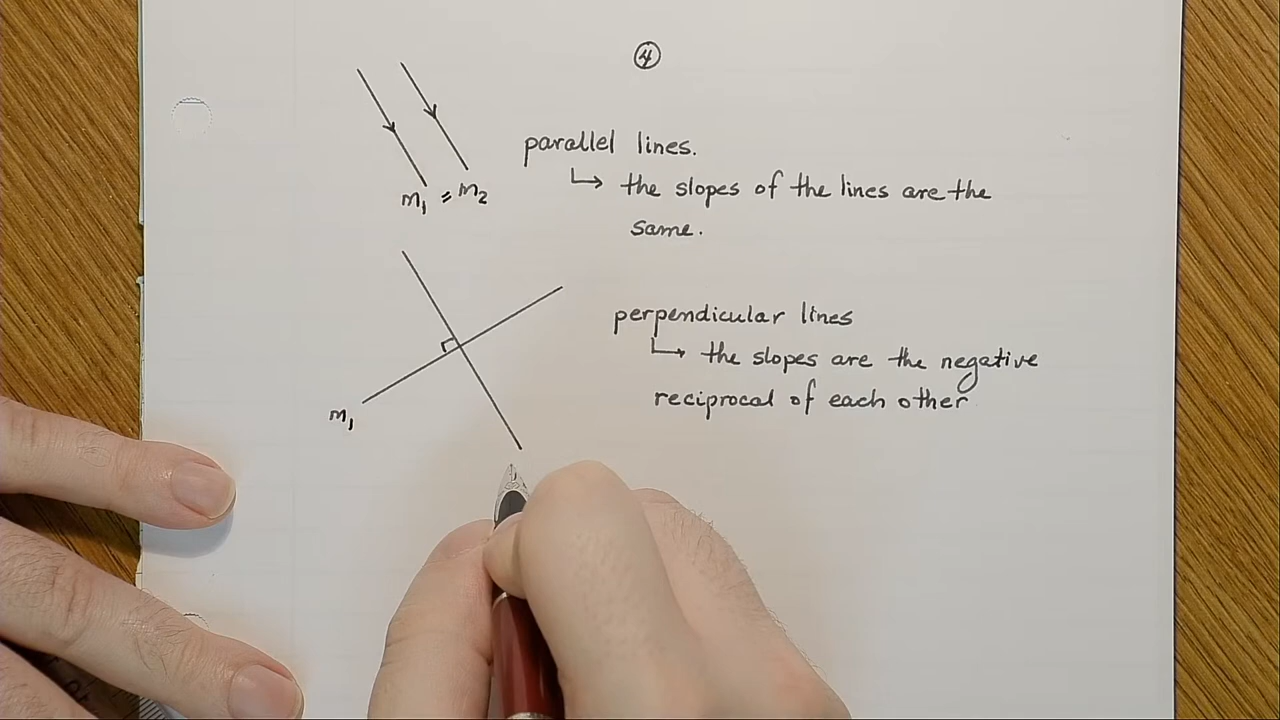 ④
parallel lines.
↳ the slopes of the lines are the
same.
m₁ = m₂
perpendicular lines
↳ the slopes are the negative
reciprocal of each other
m₁